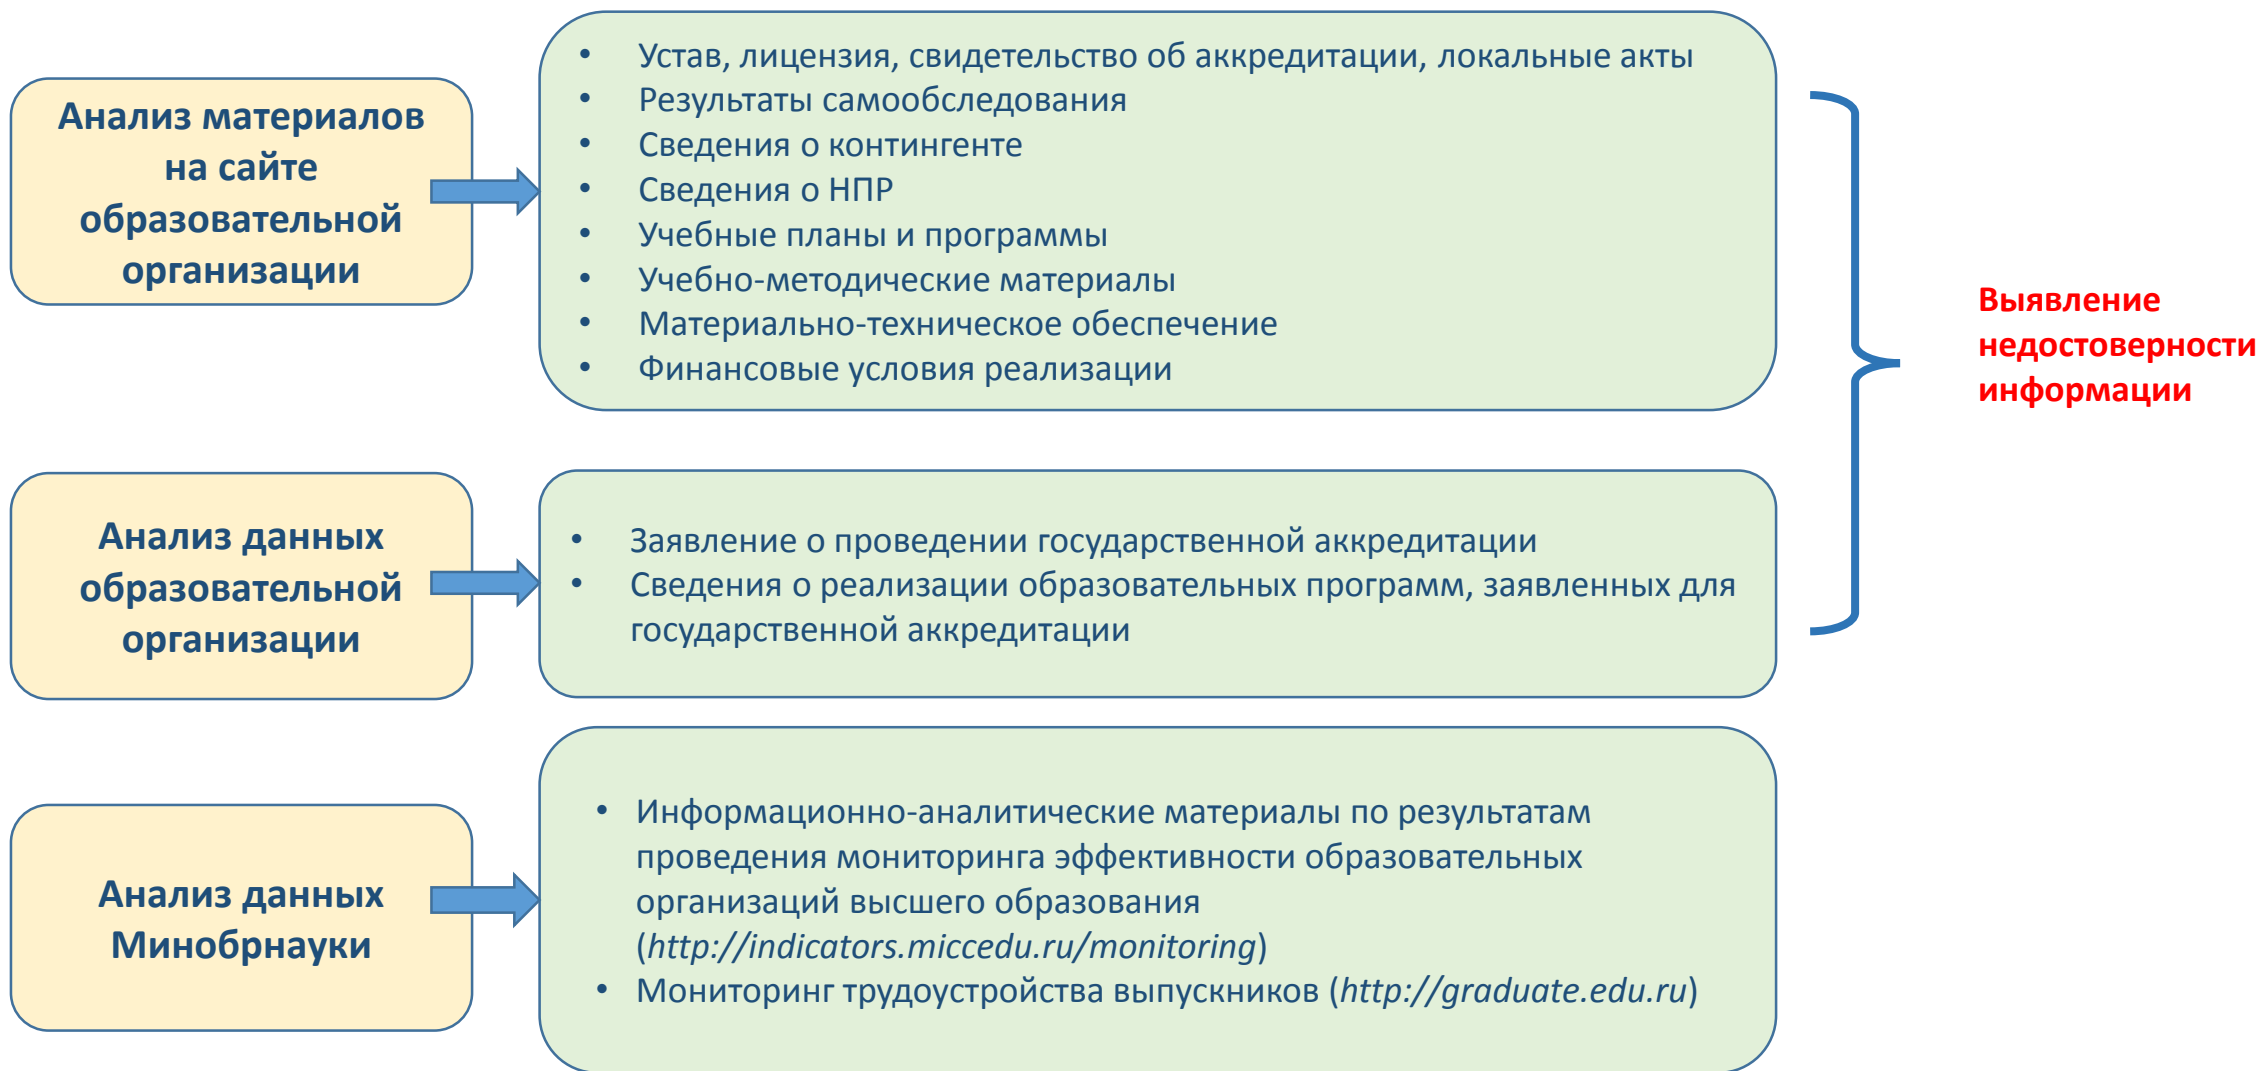 Анализ материалов
на сайте
образовательной
организации
• Устав, лицензия, свидетельство об аккредитации, локальные акты
• Результаты самообследования
• Сведения о контингенте
• Сведения о НПР
• Учебные планы и программы
• Учебно-методические материалы
• Материально-техническое обеспечение
• Финансовые условия реализации
Выявление
недостоверности
информации
Анализ данных
образовательной
организации
• Заявление о проведении государственной аккредитации
• Сведения о реализации образовательных программ, заявленных для
государственной аккредитации
Анализ данных
Минобрнауки
• Информационно-аналитические материалы по результатам
проведения мониторинга эффективности образовательных
организаций высшего образования
(http://indicators.miccedu.ru/monitoring)
• Мониторинг трудоустройства выпускников (http://graduate.edu.ru)